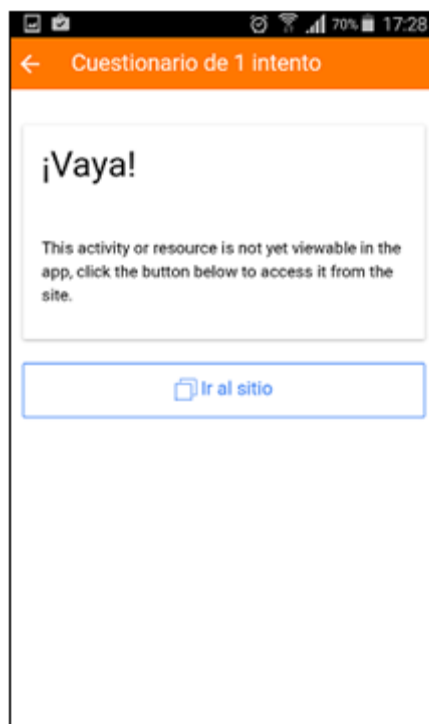 70% 17:28
Cuestionario de 1 intento
¡Vaya!
This activity or resource is not yet viewable in the
app, click the button below to access it from the
site.
Ir al sitio